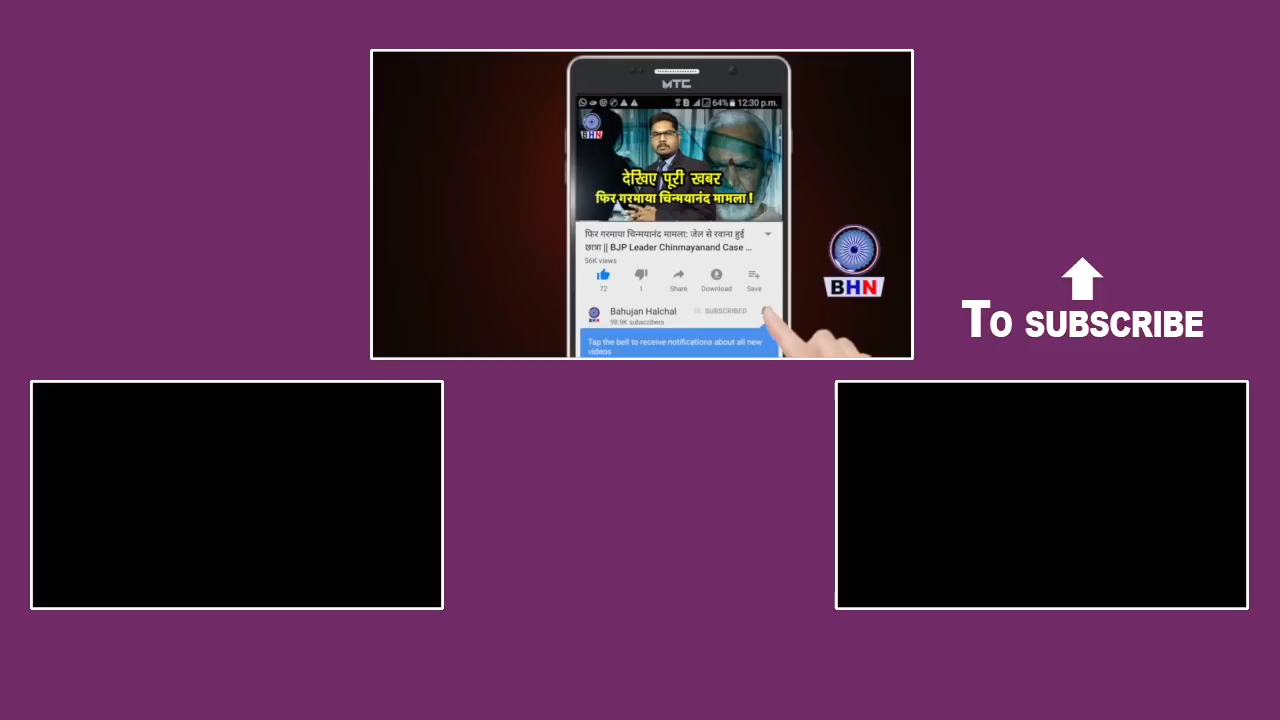 MTC
64% 12:30 p.m.
BHN
देखिए पूरी खबर
फिर गरमाया चिन्मयानंद मामला !
फिर गरमाया चिन्मयानंद मामला: जेल से रवाना हुई
छात्रा || BJP Leader Chinmayanand Case ...
56K views
72 1 Share Download Save
Bahujan Halchal SUBSCRIBED
98.9K subscribers
Tap the bell to receive notifications about all new
videos
BHN
To SUBSCRIBE